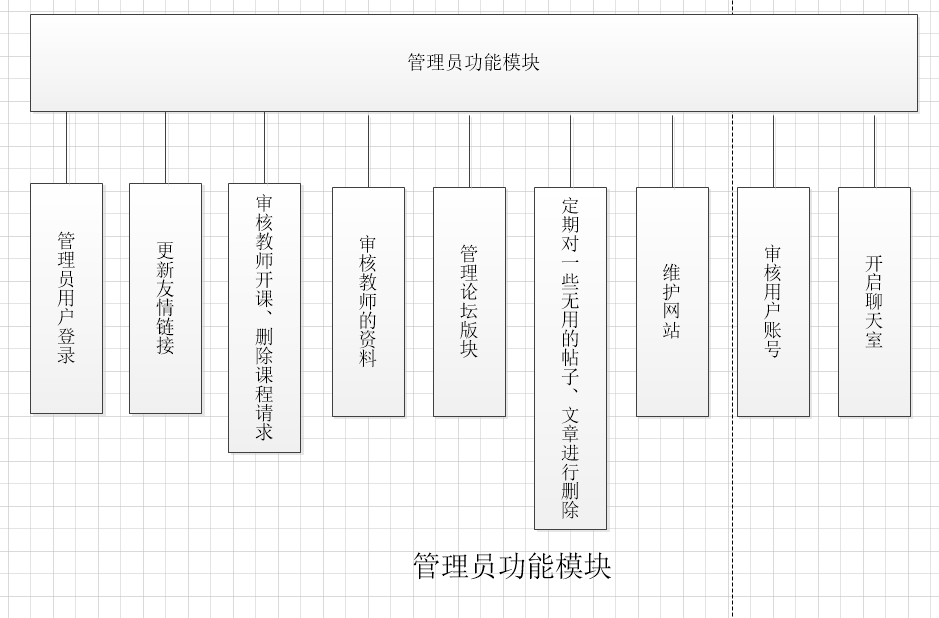 管理员功能模块
管理员用户登录
更新友情链接
审核教师开课、删除课程请求
审核教师的资料
管理论坛版块
定期对一些无用的帖子、文章进行删除
维护网站
审核用户账号
开启聊天室
管理员功能模块